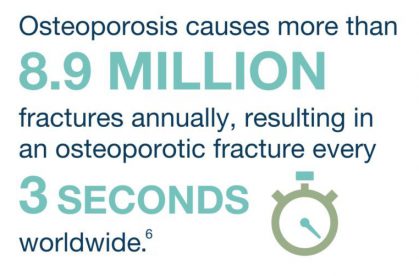 Osteoporosis causes more than
8.9 MILLION
fractures annually, resulting in
an osteoporotic fracture every
3 SECONDS
worldwide.⁶